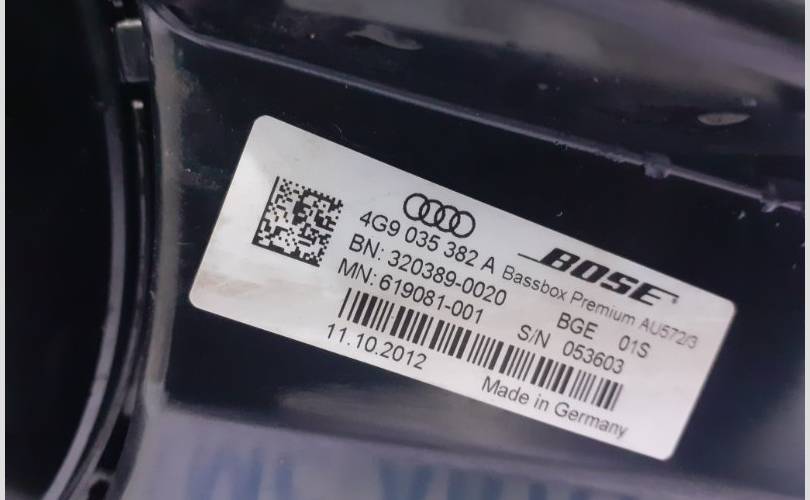 4G9 035 382 A
BOSE
BN: 320389-0020
Bassbox Premium AU572/3
MN: 619081-001
BGE 01S
S/N 053603
11.10.2012
Made in Germany